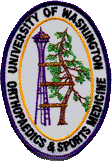 UNIVERSITY OF WASHINGTON
ORTHOPAEDICS & SPORTS MEDICINE